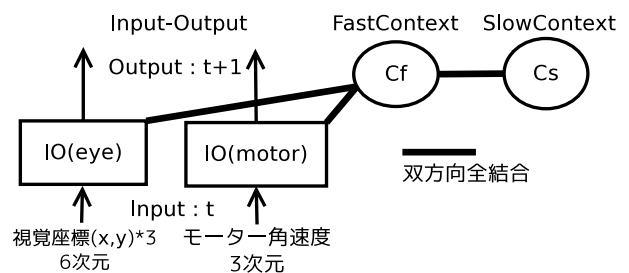 Input-Output
FastContext
SlowContext
Output : t+1
Cf
Cs
IO(eye)
IO(motor)
双方向全結合
Input : t
視覚座標(x,y)*3
6次元
モーター角速度
3次元